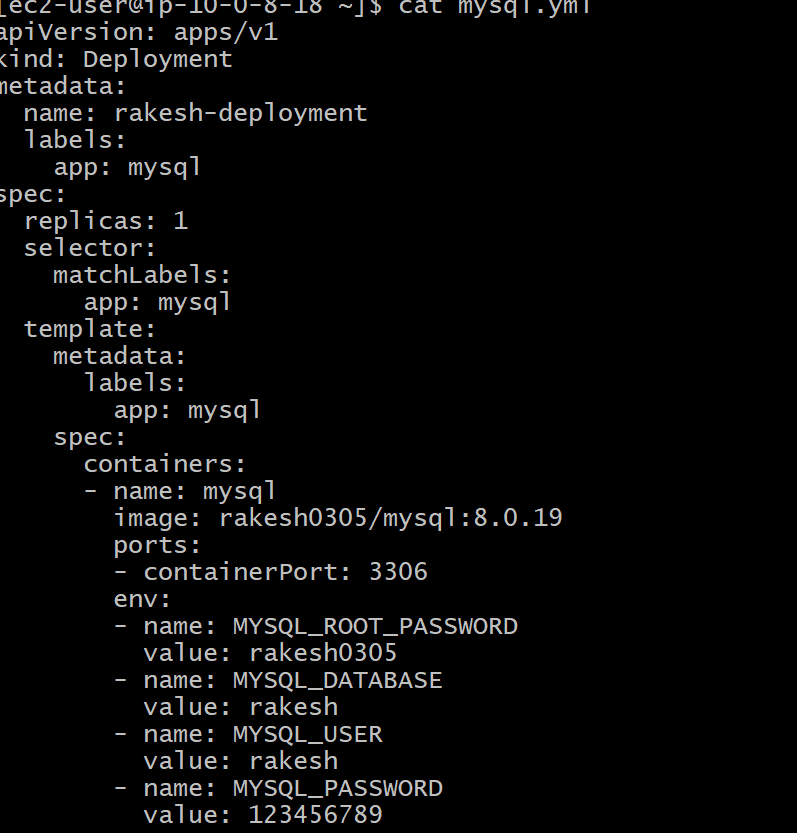 [ec2-user@ip-10-0-8-18 ~]$ cat mysql.yml
apiVersion: apps/v1
kind: Deployment
metadata:
  name: rakesh-deployment
  labels:
    app: mysql
spec:
  replicas: 1
  selector:
    matchLabels:
      app: mysql
  template:
    metadata:
      labels:
        app: mysql
    spec:
      containers:
      - name: mysql
        image: rakesh0305/mysql:8.0.19
        ports:
        - containerPort: 3306
        env:
        - name: MYSQL_ROOT_PASSWORD
          value: rakesh0305
        - name: MYSQL_DATABASE
          value: rakesh
        - name: MYSQL_USER
          value: rakesh
        - name: MYSQL_PASSWORD
          value: 123456789